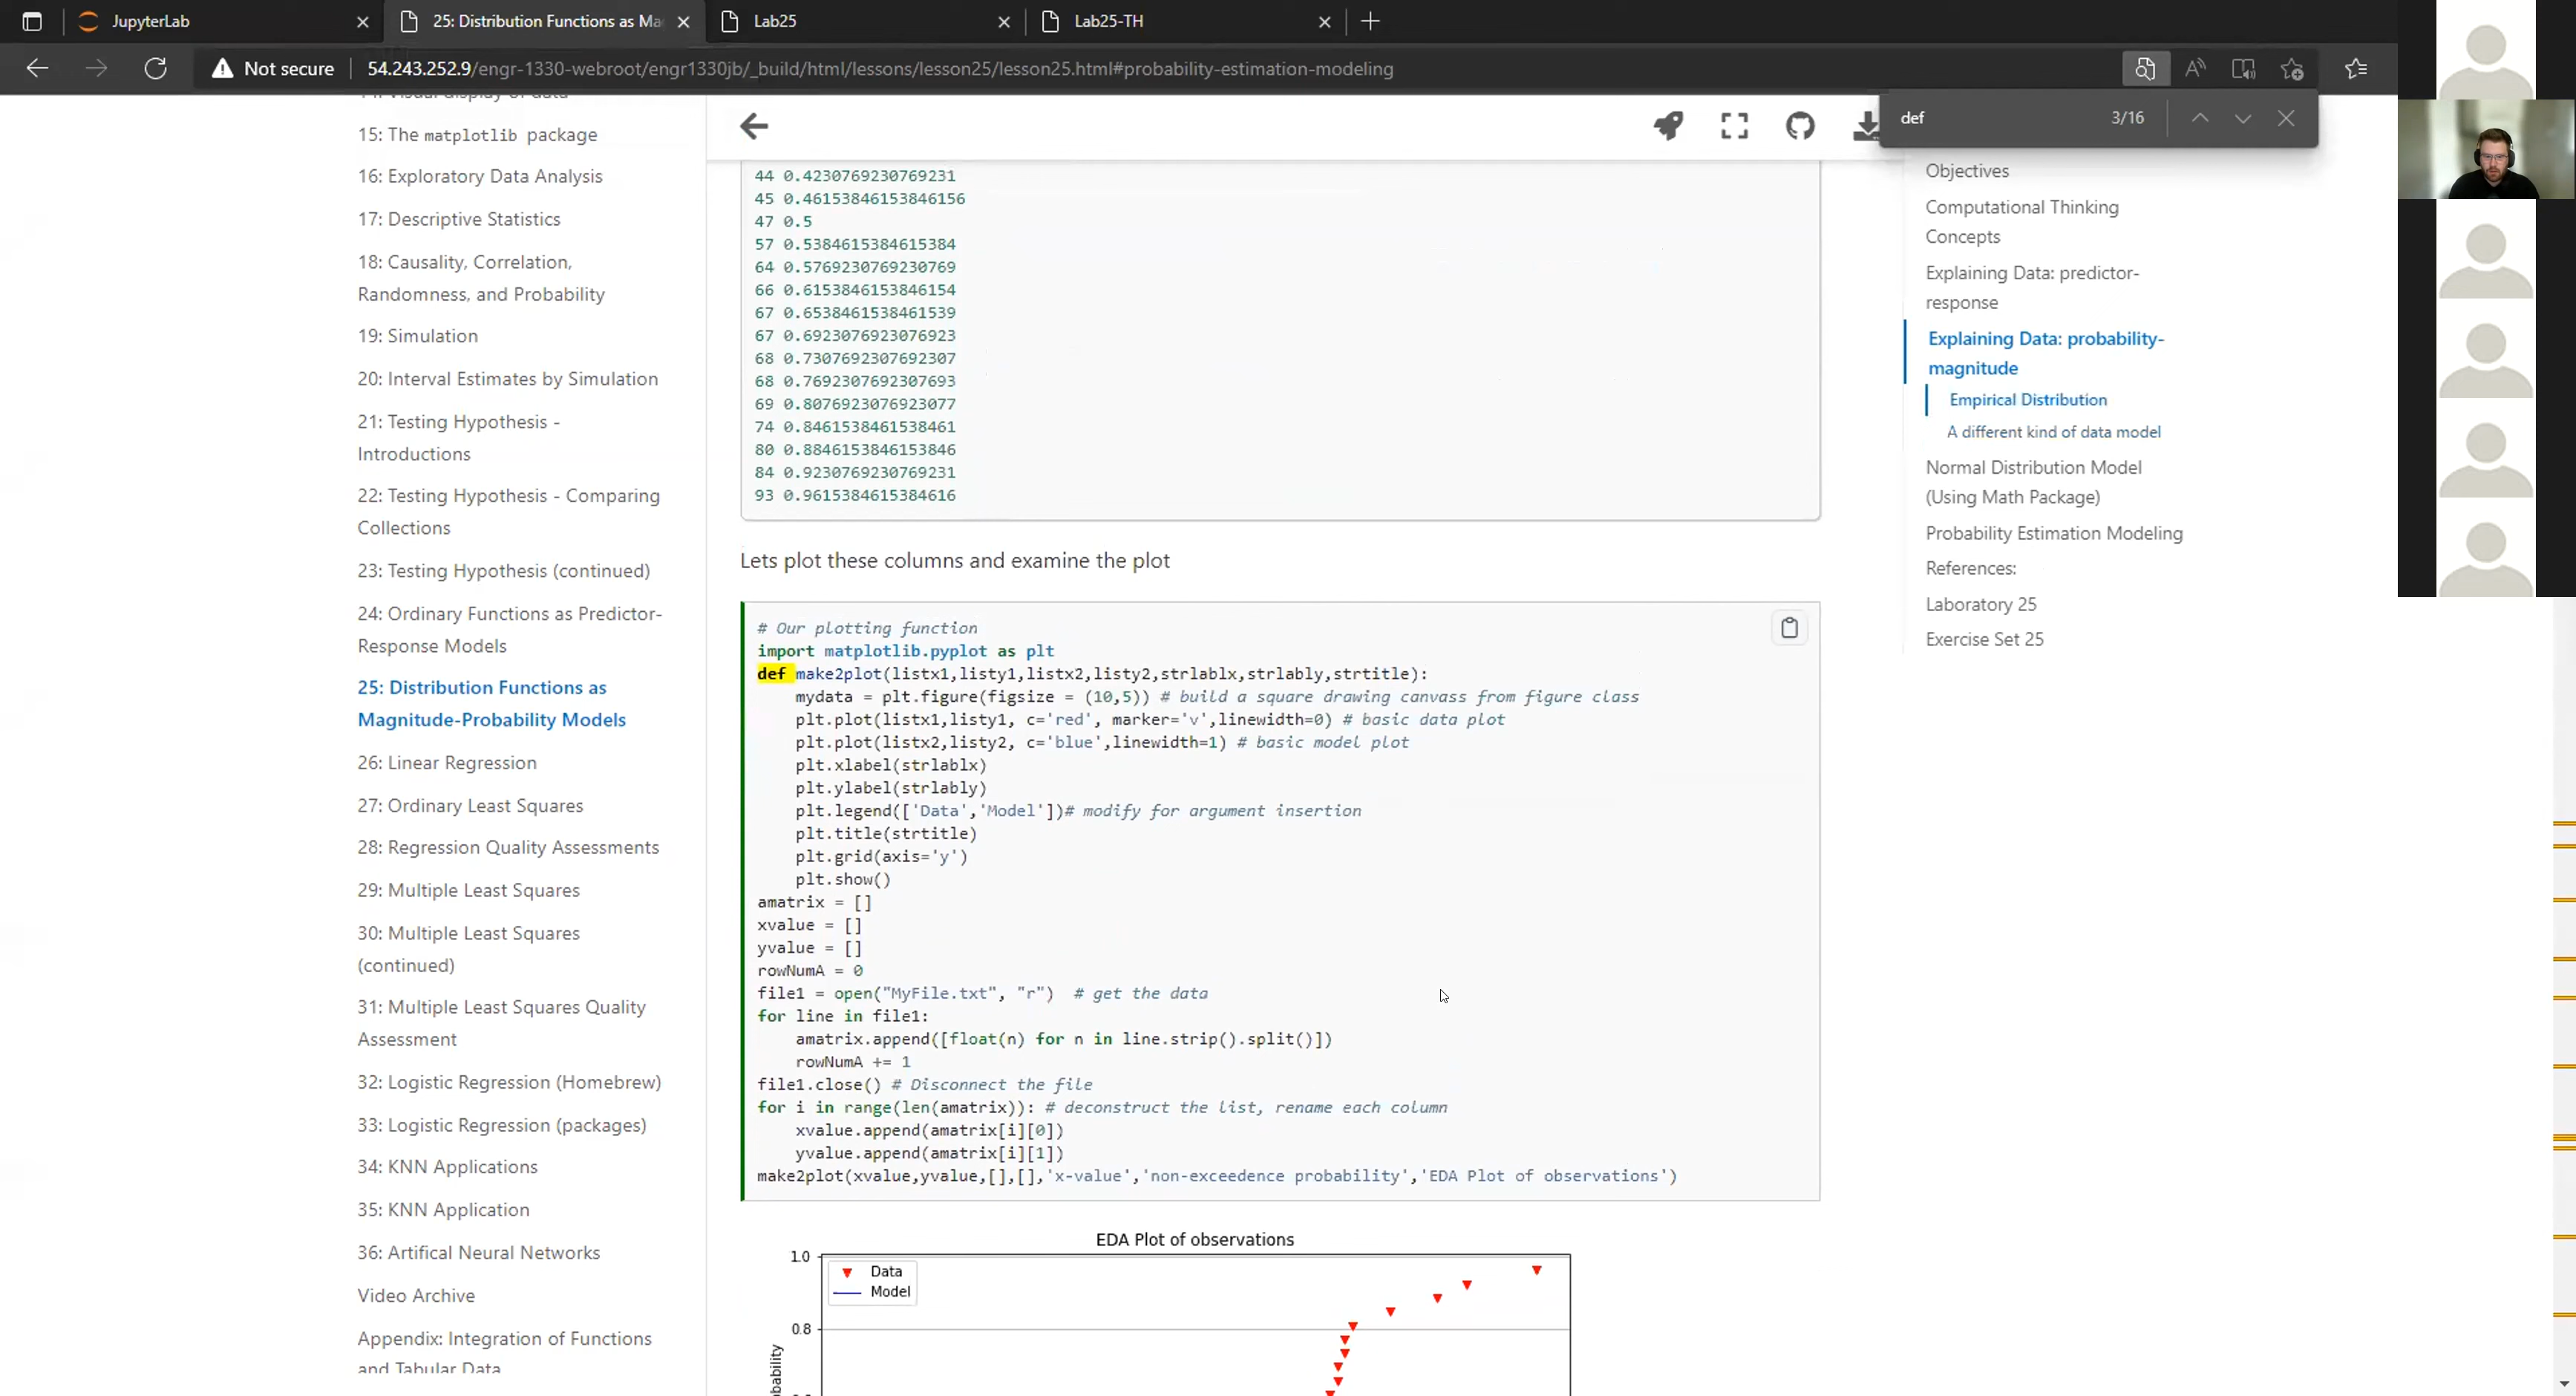 JupyterLab
25: Distribution Functions as Ma
Lab25
Lab25-TH
Not secure
54.243.252.9/engr-1330-webroot/engr1330jb/_build/html/lessons/lesson25/lesson25.html#probability-estimation-modeling
def
3/16
15: The matplotlib package
16: Exploratory Data Analysis
17: Descriptive Statistics
18: Causality, Correlation,
Randomness, and Probability
19: Simulation
20: Interval Estimates by Simulation
21: Testing Hypothesis -
Introductions
22: Testing Hypothesis - Comparing
Collections
23: Testing Hypothesis (continued)
24: Ordinary Functions as Predictor-
Response Models
25: Distribution Functions as
Magnitude-Probability Models
26: Linear Regression
27: Ordinary Least Squares
28: Regression Quality Assessments
29: Multiple Least Squares
30: Multiple Least Squares
(continued)
31: Multiple Least Squares Quality
Assessment
32: Logistic Regression (Homebrew)
33: Logistic Regression (packages)
34: KNN Applications
35: KNN Application
36: Artifical Neural Networks
Video Archive
Appendix: Integration of Functions
and Tabular Data
44 0.4230769230769231
45 0.46153846153846156
47 0.5
57 0.5384615384615384
64 0.5769230769230769
66 0.6153846153846154
67 0.6538461538461539
67 0.6923076923076923
68 0.7307692307692307
68 0.7692307692307693
69 0.8076923076923077
74 0.8461538461538461
80 0.8846153846153846
84 0.9230769230769231
93 0.9615384615384616
Lets plot these columns and examine the plot
# Our plotting function
import matplotlib.pyplot as plt
def make2plot(listx1,listy1,listx2,listy2,strlablx,strlably,strtitle):
    mydata = plt.figure(figsize = (10,5)) # build a square drawing canvass from figure class
    plt.plot(listx1,listy1, c='red', marker='v',linewidth=0) # basic data plot
    plt.plot(listx2,listy2, c='blue',linewidth=1) # basic model plot
    plt.xlabel(strlablx)
    plt.ylabel(strlably)
    plt.legend(['Data','Model'])# modify for argument insertion
    plt.title(strtitle)
    plt.grid(axis='y')
    plt.show()
amatrix = []
xvalue = []
yvalue = []
rowNumA = 0
file1 = open("MyFile.txt", "r")  # get the data
for line in file1:
    amatrix.append([float(n) for n in line.strip().split()])
    rowNumA += 1
file1.close() # Disconnect the file
for i in range(len(amatrix)): # deconstruct the list, rename each column
    xvalue.append(amatrix[i][0])
    yvalue.append(amatrix[i][1])
make2plot(xvalue,yvalue,[],[],'x-value','non-exceedence probability','EDA Plot of observations')
EDA Plot of observations
1.0
Data
Model
0.8
Objectives
Computational Thinking
Concepts
Explaining Data: predictor-
response
Explaining Data: probability-
magnitude
Empirical Distribution
A different kind of data model
Normal Distribution Model
(Using Math Package)
Probability Estimation Modeling
References:
Laboratory 25
Exercise Set 25